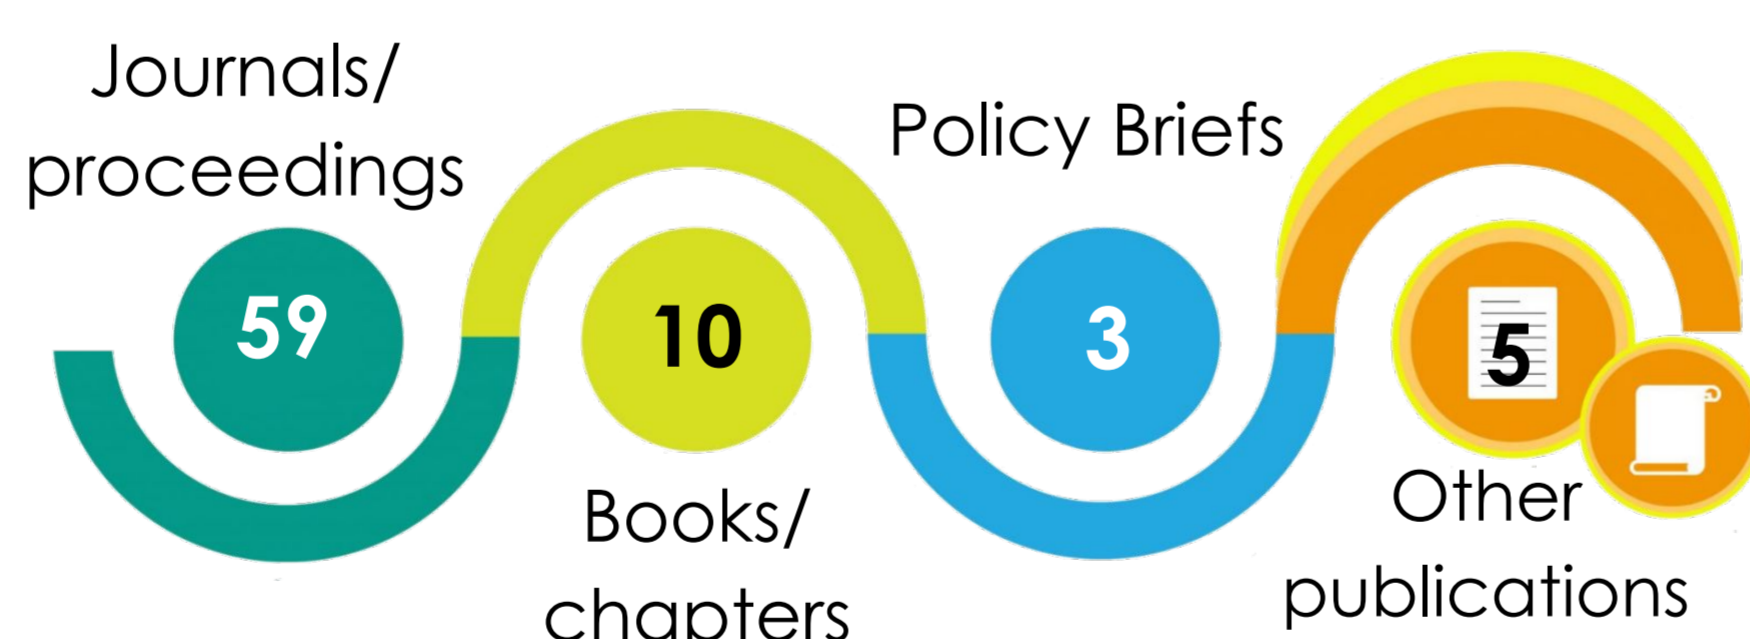 Journals/
proceedings
59
10
Books/
chapters
Policy Briefs
3
5
Other
publications